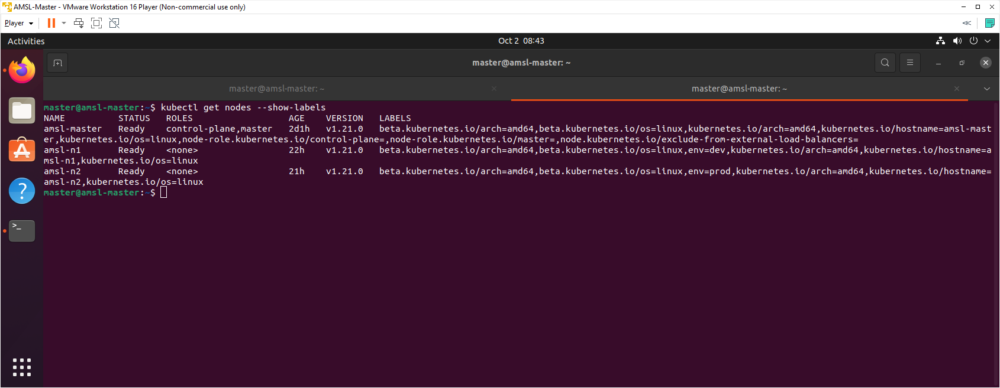 AMSL-Master - VMware Workstation 16 Player (Non-commercial use only)
Player
Activities
Oct 2 08:43
master@amsl-master: ~
master@amsl-master: ~
master@amsl-master: ~
master@amsl-master:~$ kubectl get nodes --show-labels
NAME STATUS ROLES AGE VERSION LABELS
amsl-master Ready control-plane,master 2d1h v1.21.0 beta.kubernetes.io/arch=amd64,beta.kubernetes.io/os=linux,kubernetes.io/arch=amd64,kubernetes.io/hostname=amsl-mast
er,kubernetes.io/os=linux,node-role.kubernetes.io/control-plane=,node-role.kubernetes.io/master=,node.kubernetes.io/exclude-from-external-load-balancers=
amsl-n1 Ready <none> 22h v1.21.0 beta.kubernetes.io/arch=amd64,beta.kubernetes.io/os=linux,env=dev,kubernetes.io/arch=amd64,kubernetes.io/hostname=a
msl-n1,kubernetes.io/os=linux
amsl-n2 Ready <none> 21h v1.21.0 beta.kubernetes.io/arch=amd64,beta.kubernetes.io/os=linux,env=prod,kubernetes.io/arch=amd64,kubernetes.io/hostname=
amsl-n2,kubernetes.io/os=linux
master@amsl-master:~$